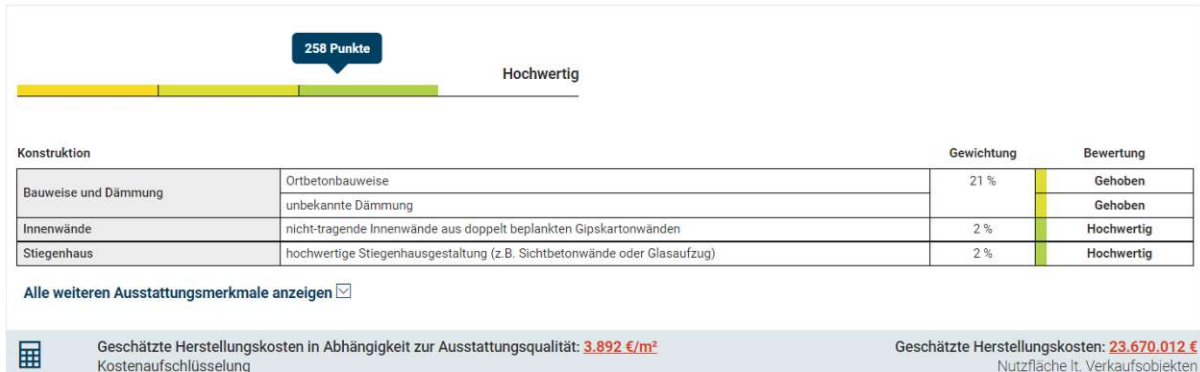 258 Punkte
Hochwertig
Konstruktion Gewichtung Bewertung
Bauweise und Dämmung Ortbetonbauweise 21 % Gehoben
unbekannte Dämmung Gehoben
Innenwände nicht-tragende Innenwände aus doppelt beplankten Gipskartonwänden 2 % Hochwertig
Stiegenhaus hochwertige Stiegenhausgestaltung (z.B. Sichtbetonwände oder Glasaufzug) 2 % Hochwertig
Alle weiteren Ausstattungsmerkmale anzeigen
Geschätzte Herstellungskosten in Abhängigkeit zur Ausstattungsqualität: 3.892 €/m² Geschätzte Herstellungskosten: 23.670.012 €
Kostenaufschlüsselung Nutzfläche lt. Verkaufsobjekten